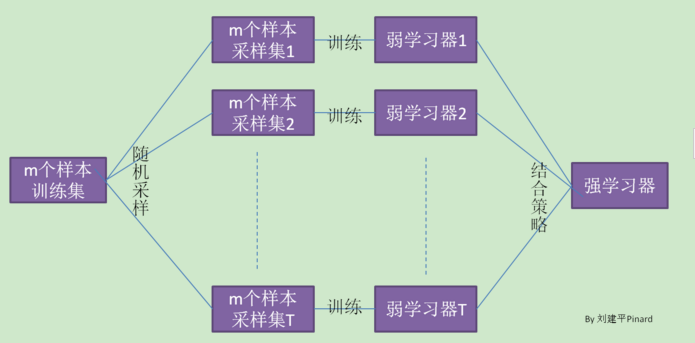 m个样本
训练集
随机采样
m个样本
采样集1
训练
弱学习器1
m个样本
采样集2
训练
弱学习器2
m个样本
采样集T
训练
弱学习器T
结合策略
强学习器
By 刘建平Pinard